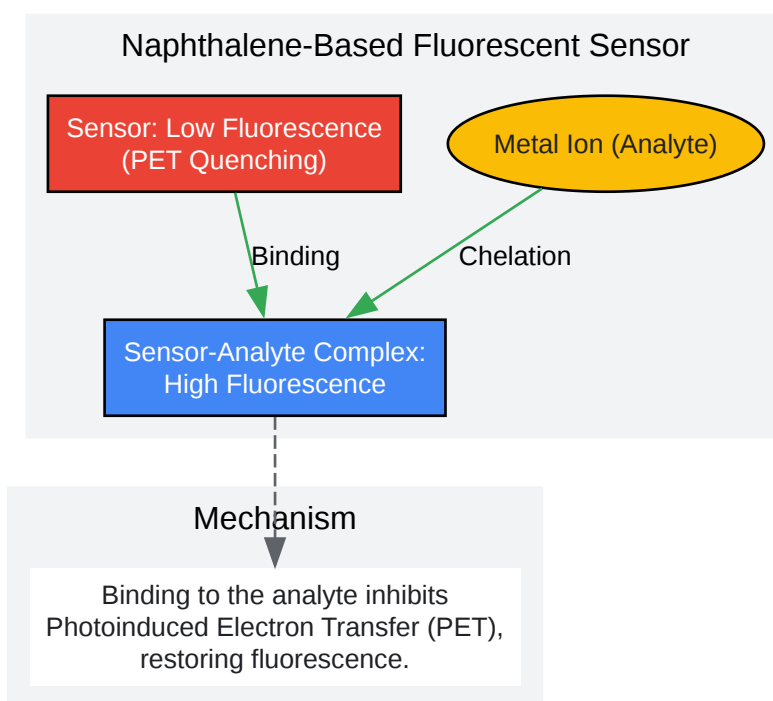 Naphthalene-Based Fluorescent Sensor
Sensor: Low Fluorescence
(PET Quenching)
Metal Ion (Analyte)
Binding
Chelation
Sensor-Analyte Complex:
High Fluorescence
Mechanism
Binding to the analyte inhibits
Photoinduced Electron Transfer (PET),
restoring fluorescence.